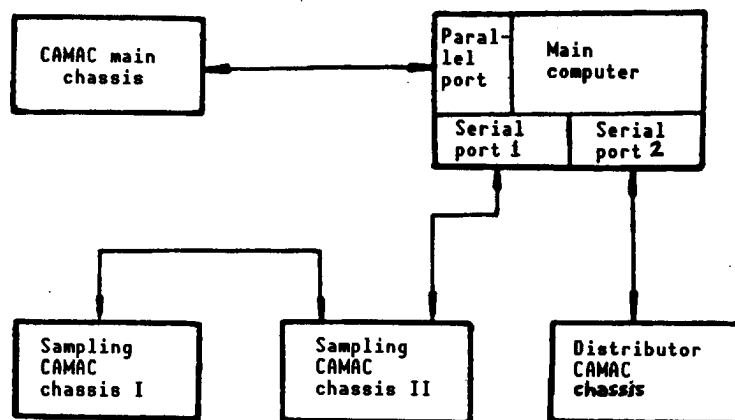 CAMAC main
chassis
Paral-
lel
port
Main
computer
Serial
port 1
Serial
port 2
Sampling
CAMAC
chassis I
Sampling
CAMAC
chassis II
Distributor
CAMAC
chassis